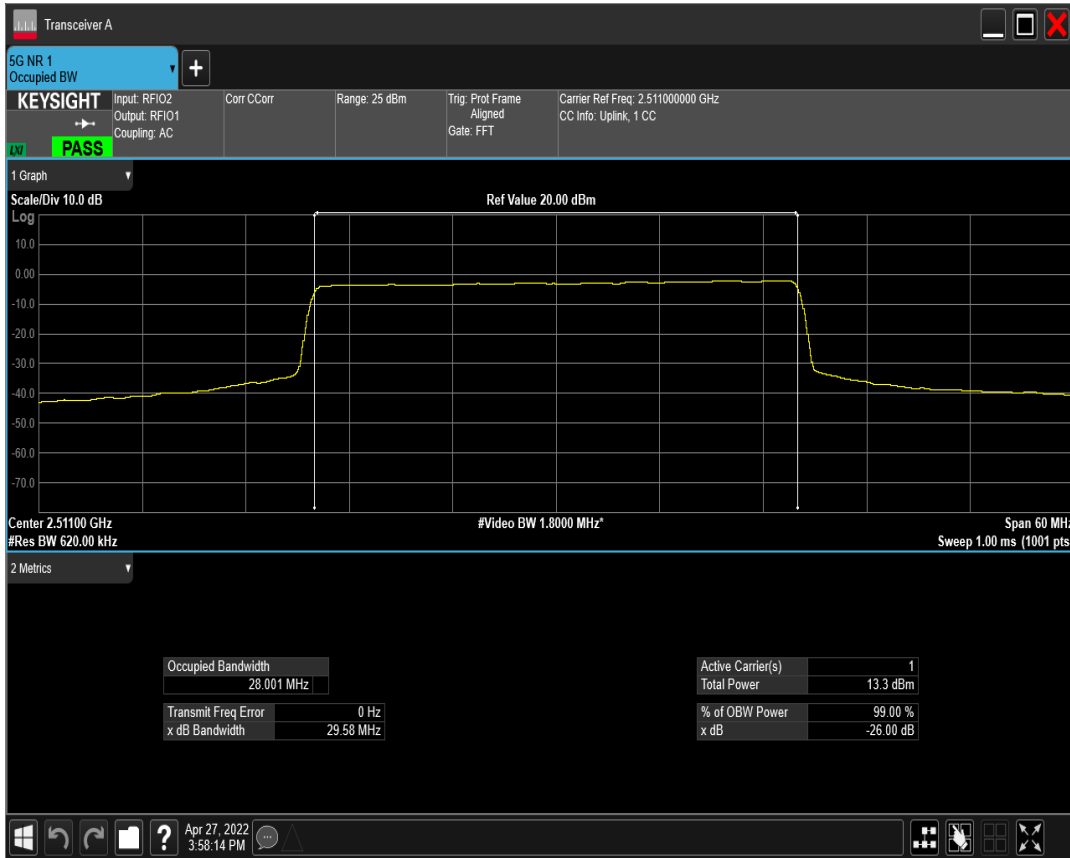 Transceiver A
5G NR 1
Occupied BW
KEYSIGHT
LXI
PASS
Input: RFIO2
Output: RFIO1
Coupling: AC
Corr CCorr
Range: 25 dBm
Trig: Prot Frame
Aligned
Gate: FFT
Carrier Ref Freq: 2.511000000 GHz
CC Info: Uplink, 1 CC
1 Graph
Scale/Div 10.0 dB
Ref Value 20.00 dBm
Log
10.0
0.00
-10.0
-20.0
-30.0
-40.0
-50.0
-60.0
-70.0
Center 2.51100 GHz
#Video BW 1.8000 MHz*
Span 60 MHz
#Res BW 620.00 kHz
Sweep 1.00 ms (1001 pts
2 Metrics
Occupied Bandwidth
28.001 MHz
Transmit Freq Error 0 Hz
x dB Bandwidth 29.58 MHz
Active Carrier(s) 1
Total Power 13.3 dBm
% of OBW Power 99.00 %
x dB -26.00 dB
?
Apr 27, 2022
3:58:14 PM